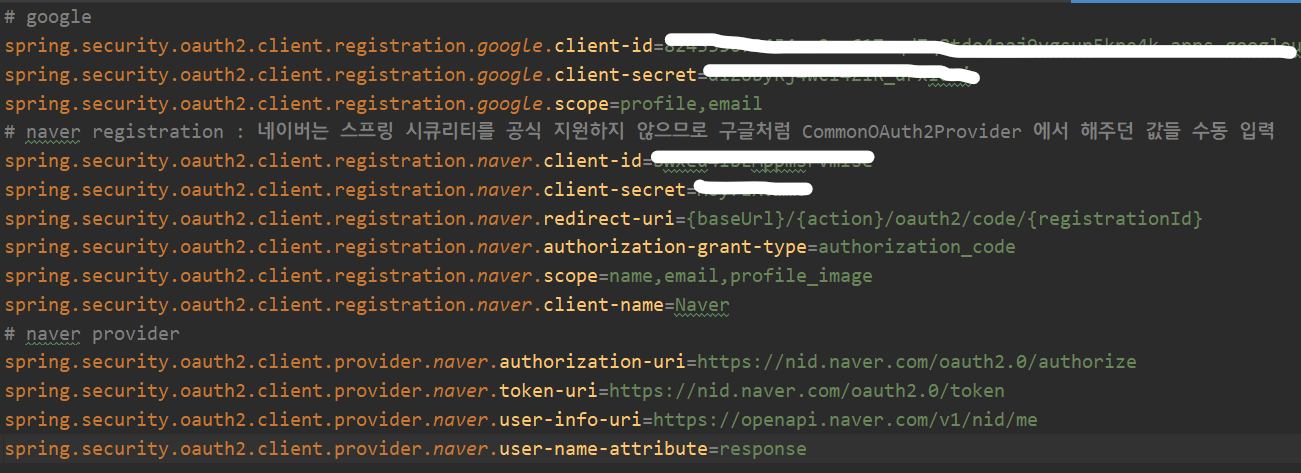 # google
spring.security.oauth2.client.registration.google.client-id=
spring.security.oauth2.client.registration.google.client-secret=
spring.security.oauth2.client.registration.google.scope=profile,email
# naver registration : 네이버는 스프링 시큐리티를 공식 지원하지 않으므로 구글처럼 CommonOAuth2Provider 에서 해주던 값들 수동 입력
spring.security.oauth2.client.registration.naver.client-id=
spring.security.oauth2.client.registration.naver.client-secret=
spring.security.oauth2.client.registration.naver.redirect-uri={baseUrl}/{action}/oauth2/code/{registrationId}
spring.security.oauth2.client.registration.naver.authorization-grant-type=authorization_code
spring.security.oauth2.client.registration.naver.scope=name,email,profile_image
spring.security.oauth2.client.registration.naver.client-name=Naver
# naver provider
spring.security.oauth2.client.provider.naver.authorization-uri=https://nid.naver.com/oauth2.0/authorize
spring.security.oauth2.client.provider.naver.token-uri=https://nid.naver.com/oauth2.0/token
spring.security.oauth2.client.provider.naver.user-info-uri=https://openapi.naver.com/v1/nid/me
spring.security.oauth2.client.provider.naver.user-name-attribute=response